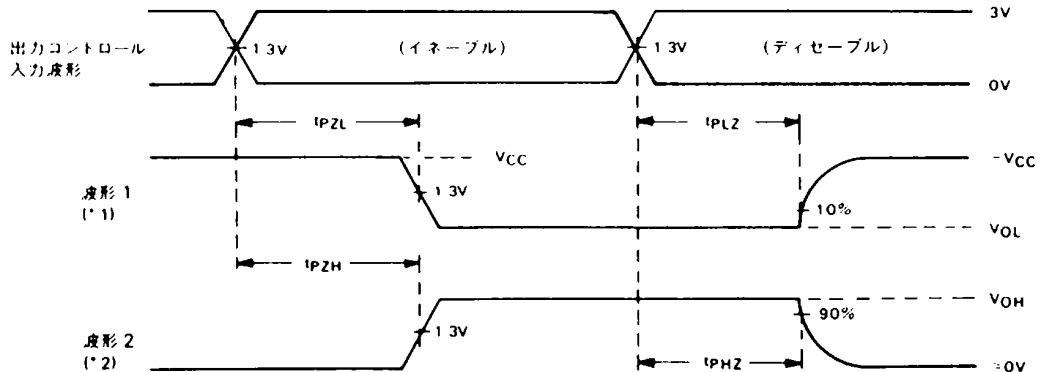 出力コントロール
入力波形
1 3V
(イネーブル)
1 3V
(ディセーブル)
3V
0V
tPZL
tPLZ
VCC
=VCC
波形 1
(*1)
1 3V
10%
VOL
tPZH
VOH
90%
波形 2
(*2)
1 3V
tPHZ
=0V